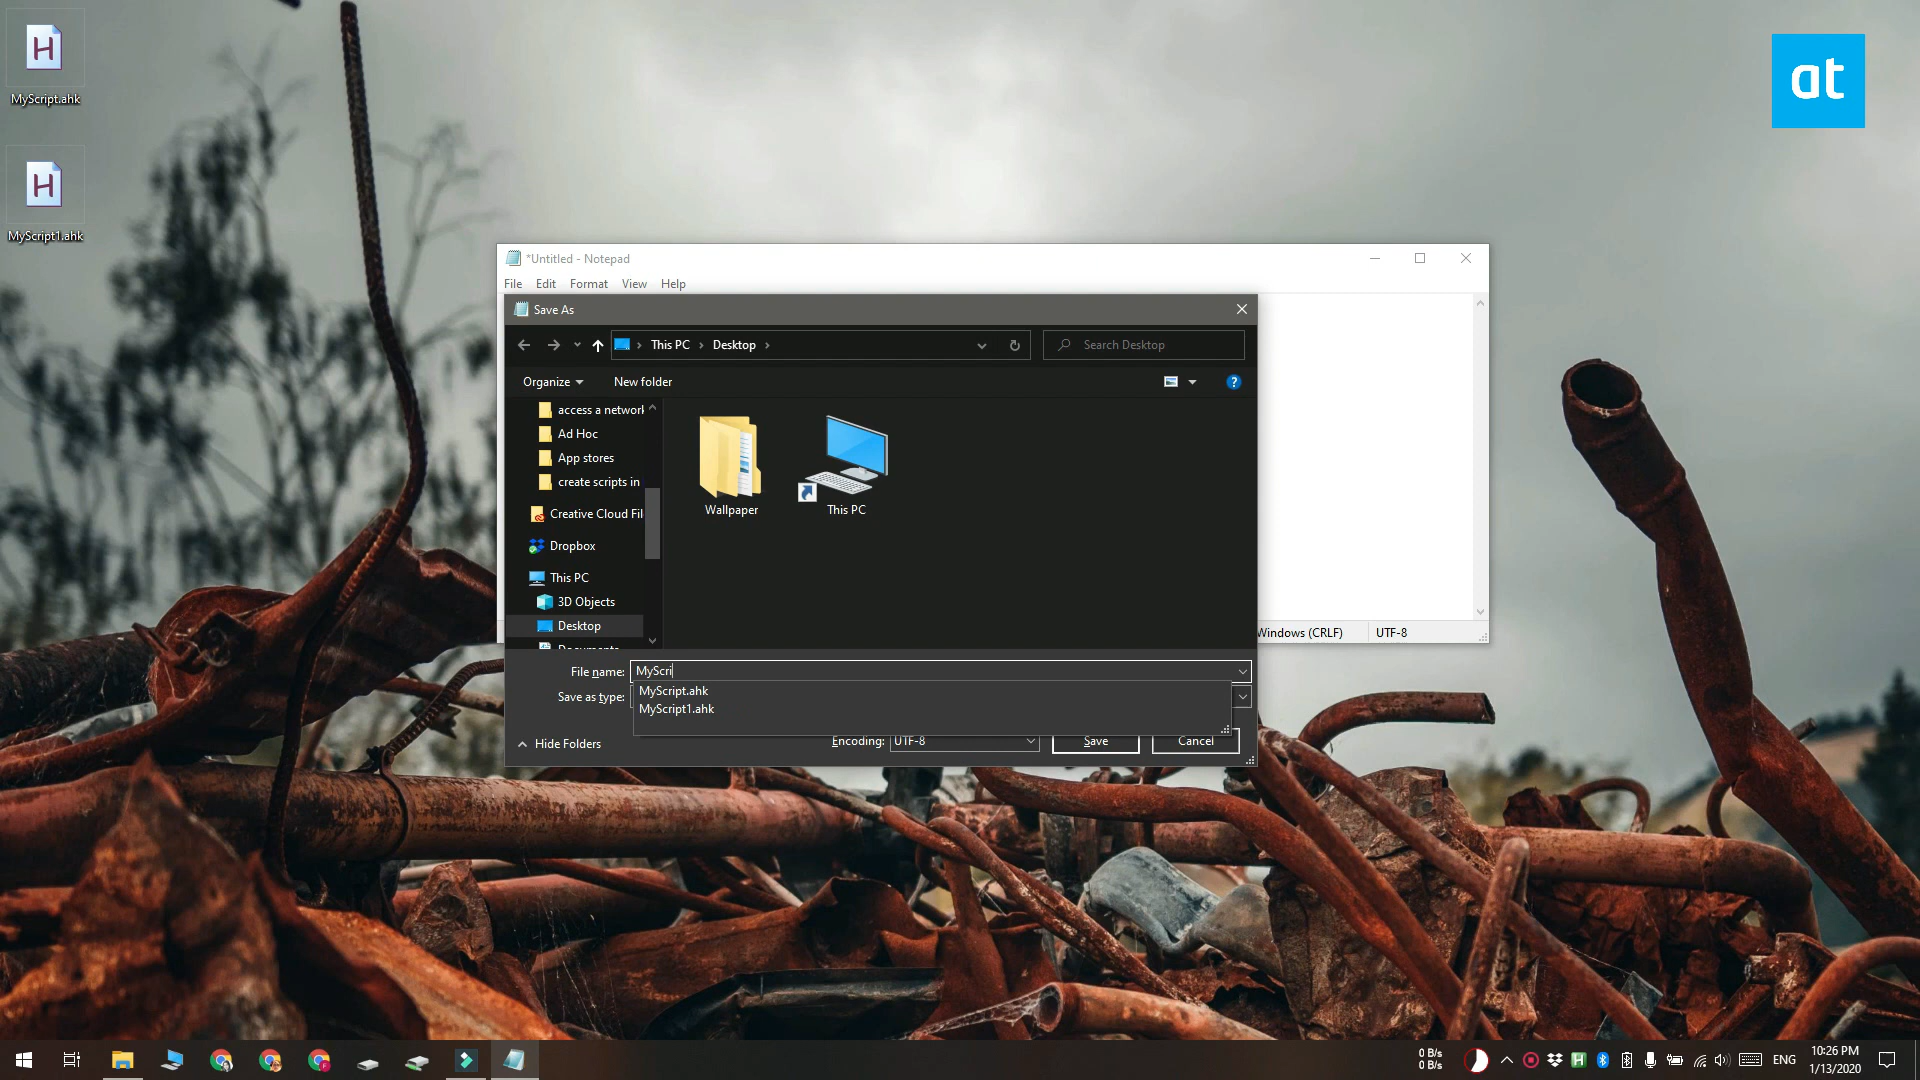 MyScript.ahk
MyScript1.ahk
at
*Untitled - Notepad
File Edit Format View Help
Save As
This PC Desktop
Search Desktop
Organize New folder
access a network
Ad Hoc
App stores
create scripts in
Creative Cloud Fil
Dropbox
This PC
3D Objects
Desktop
Wallpaper
This PC
Windows (CRLF) UTF-8
File name: MyScri
Save as type:
MyScript.ahk
MyScript1.ahk
Hide Folders
Encoding: UTF-8
Save Cancel
0 B/s
0 B/s
ENG
10:26 PM
1/13/2020